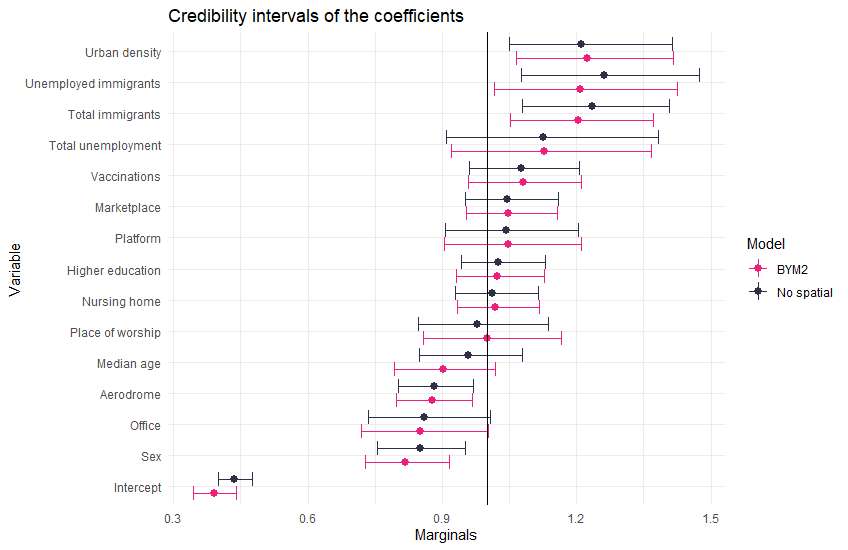 Credibility intervals of the coefficients
Variable
Urban density
Unemployed immigrants
Total immigrants
Total unemployment
Vaccinations
Marketplace
Platform
Higher education
Nursing home
Place of worship
Median age
Aerodrome
Office
Sex
Intercept
0.3 0.6 0.9 1.2 1.5
Marginals
Model
BYM2
No spatial